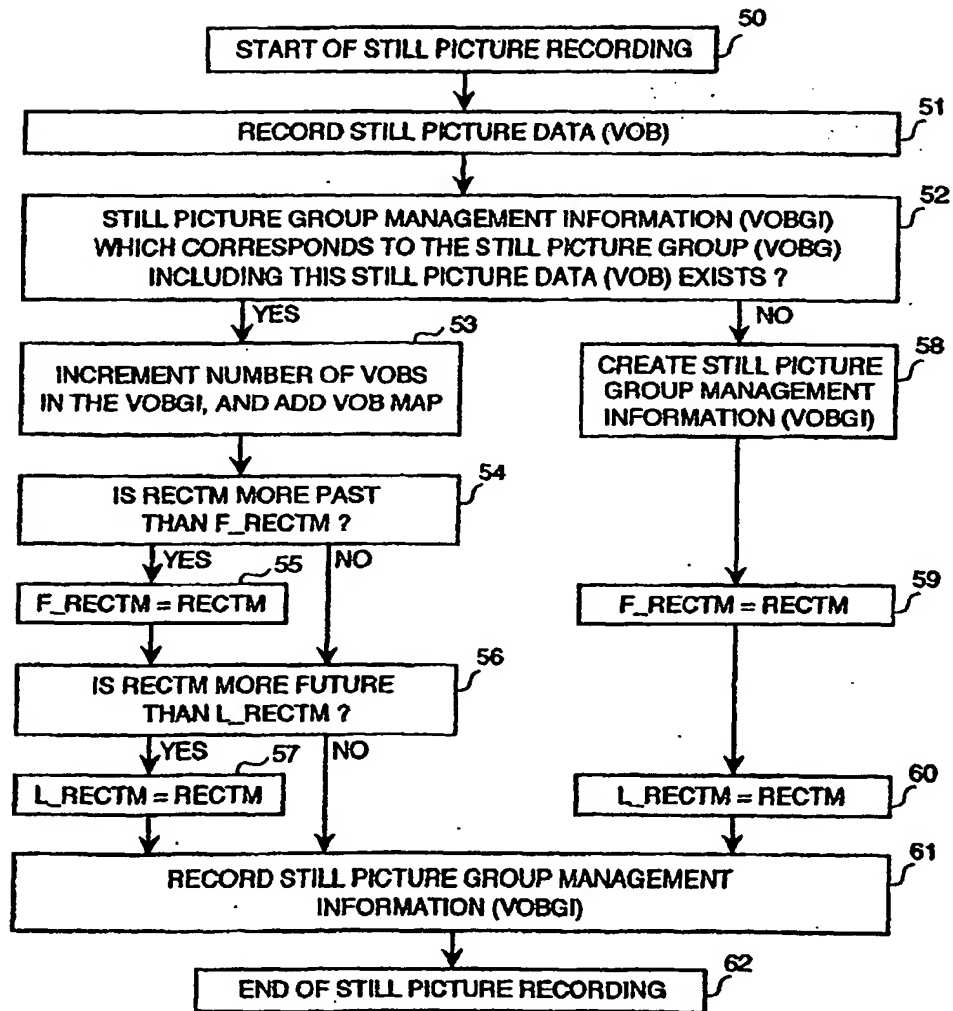 50
START OF STILL PICTURE RECORDING
51
RECORD STILL PICTURE DATA (VOB)
52
STILL PICTURE GROUP MANAGEMENT INFORMATION (VOBGI)
WHICH CORRESPONDS TO THE STILL PICTURE GROUP (VOBG)
INCLUDING THIS STILL PICTURE DATA (VOB) EXISTS ?
YES
NO
53
INCREMENT NUMBER OF VOBS
IN THE VOBGI, AND ADD VOB MAP
58
CREATE STILL PICTURE
GROUP MANAGEMENT
INFORMATION (VOBGI)
54
IS RECTM MORE PAST
THAN F_RECTM ?
YES
NO
55
F_RECTM = RECTM
59
F_RECTM = RECTM
56
IS RECTM MORE FUTURE
THAN L_RECTM ?
YES
NO
57
L_RECTM = RECTM
60
L_RECTM = RECTM
61
RECORD STILL PICTURE GROUP MANAGEMENT
INFORMATION (VOBGI)
62
END OF STILL PICTURE RECORDING